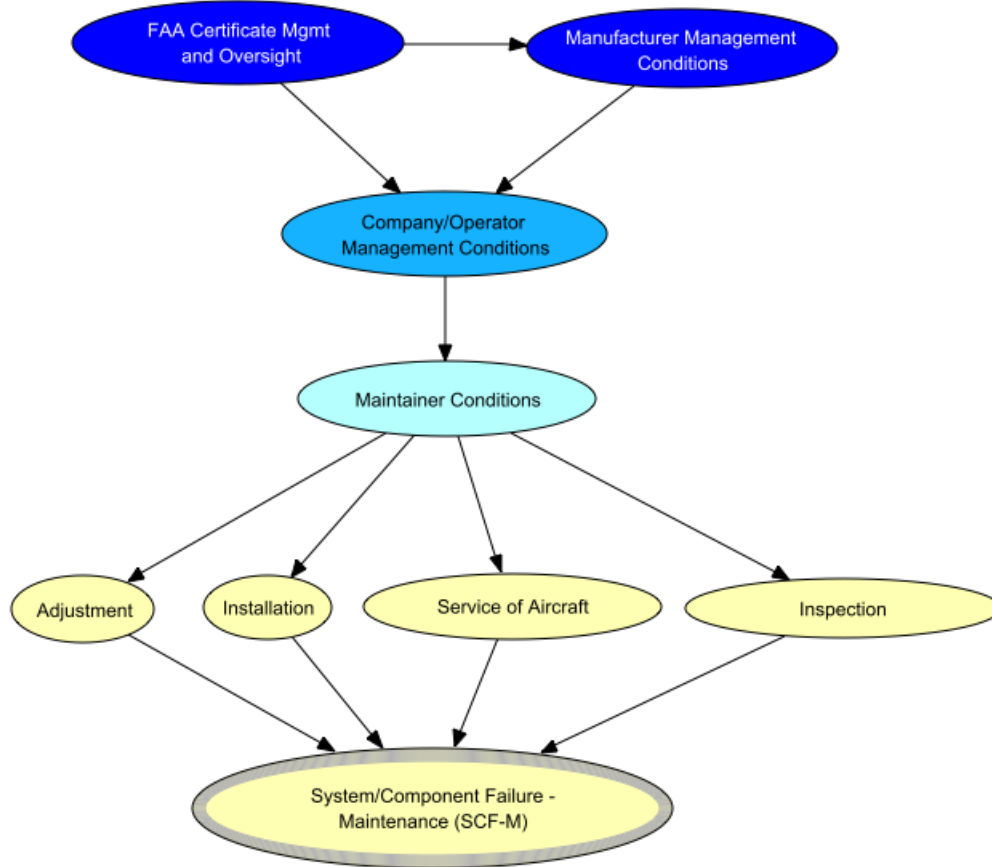 FAA Certificate Mgmt
and Oversight
Manufacturer Management
Conditions
Company/Operator
Management Conditions
Maintainer Conditions
Adjustment
Installation
Service of Aircraft
Inspection
System/Component Failure -
Maintenance (SCF-M)